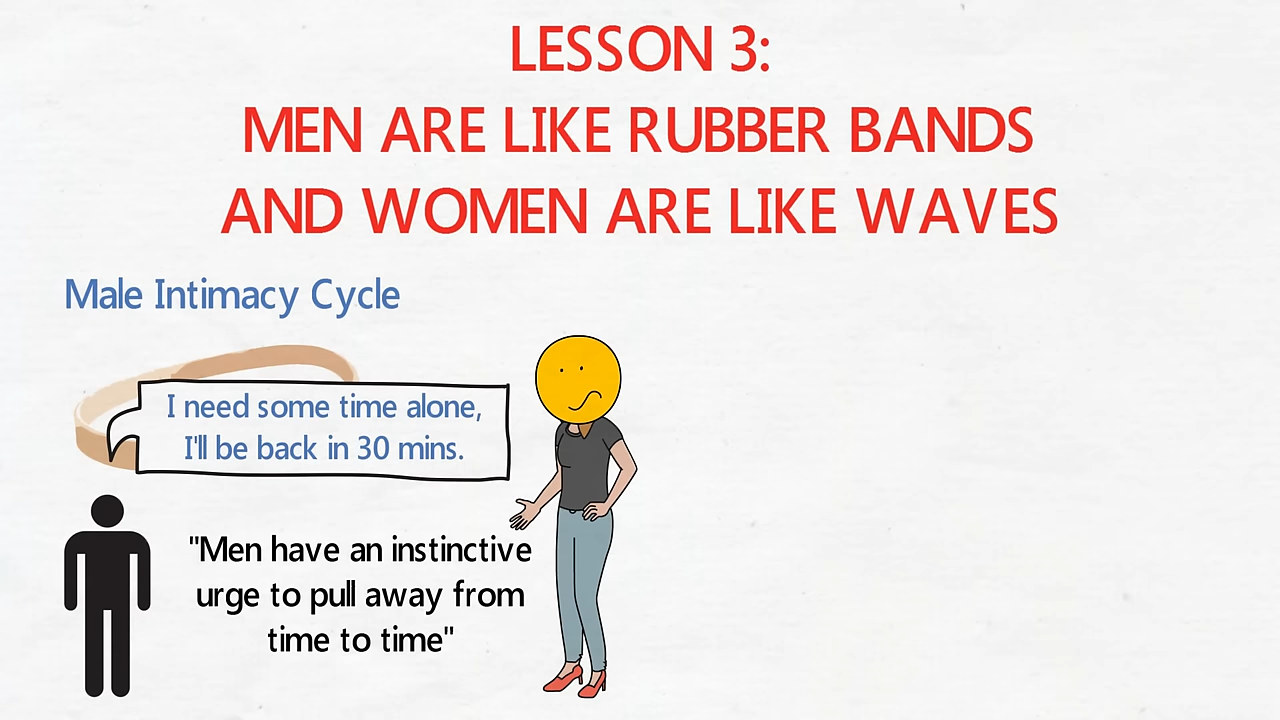 LESSON 3:
MEN ARE LIKE RUBBER BANDS
AND WOMEN ARE LIKE WAVES
Male Intimacy Cycle
I need some time alone,
I'll be back in 30 mins.
"Men have an instinctive
urge to pull away from
time to time"